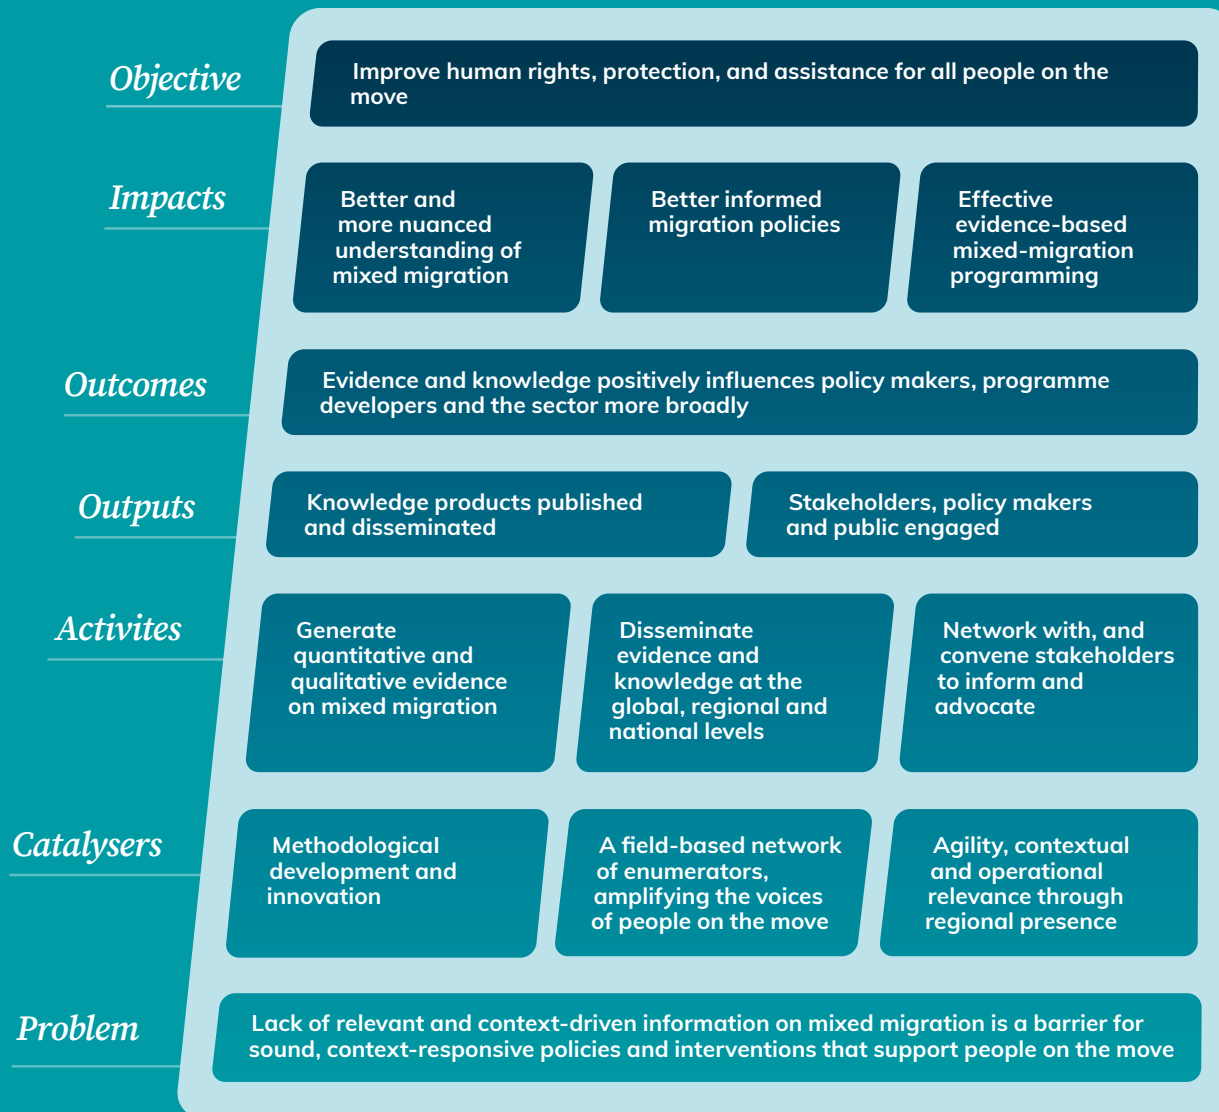 Objective
Improve human rights, protection, and assistance for all people on the
move
Impacts
Better and
more nuanced
understanding of
mixed migration
Better informed
migration policies
Effective
evidence-based
mixed-migration
programming
Outcomes
Evidence and knowledge positively influences policy makers, programme
developers and the sector more broadly
Outputs
Knowledge products published
and disseminated
Stakeholders, policy makers
and public engaged
Activites
Generate
quantitative and
qualitative evidence
on mixed migration
Disseminate
evidence and
knowledge at the
global, regional and
national levels
Network with, and
convene stakeholders
to inform and
advocate
Catalysers
Methodological
development and
innovation
A field-based network
of enumerators,
amplifying the voices
of people on the move
Agility, contextual
and operational
relevance through
regional presence
Problem
Lack of relevant and context-driven information on mixed migration is a barrier for
sound, context-responsive policies and interventions that support people on the move